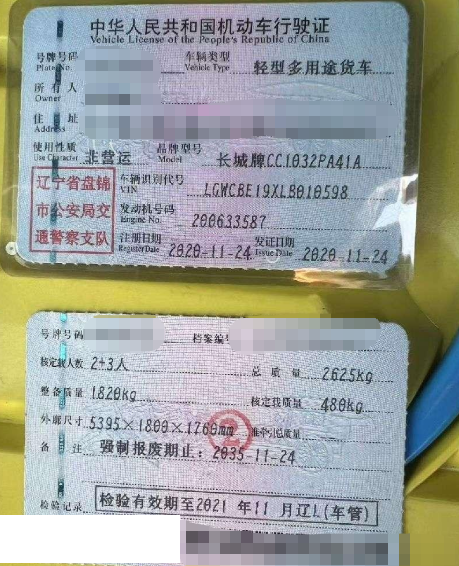 中华人民共和国机动车行驶证
Vehicle License of the People's Republic of China
号牌号码 车辆类型 轻型多用途货车
Plate No. Vehicle Type
所有人
Owner
住址
Address
使用性质 非营运 品牌型号 长城牌CC1032PA41A
Use Character Model
辽宁省盘锦
市公安局交
通警察支队
车辆识别代号 LGWCBE19XLB010598
VIN
发动机号码 200633587
Engine No.
注册日期 2020-11-24 发证日期 2020-11-24
Register Date Issue Date
号牌号码 档案编号
核定载人数 2+3人 总质量 2625kg
整备质量 1820kg 核定载质量 480kg
外廓尺寸 5395×1800×1760mm 准牵引总质量
备注 强制报废期止：2035-11-24
检验记录 检验有效期至2021年11月辽L(车管)